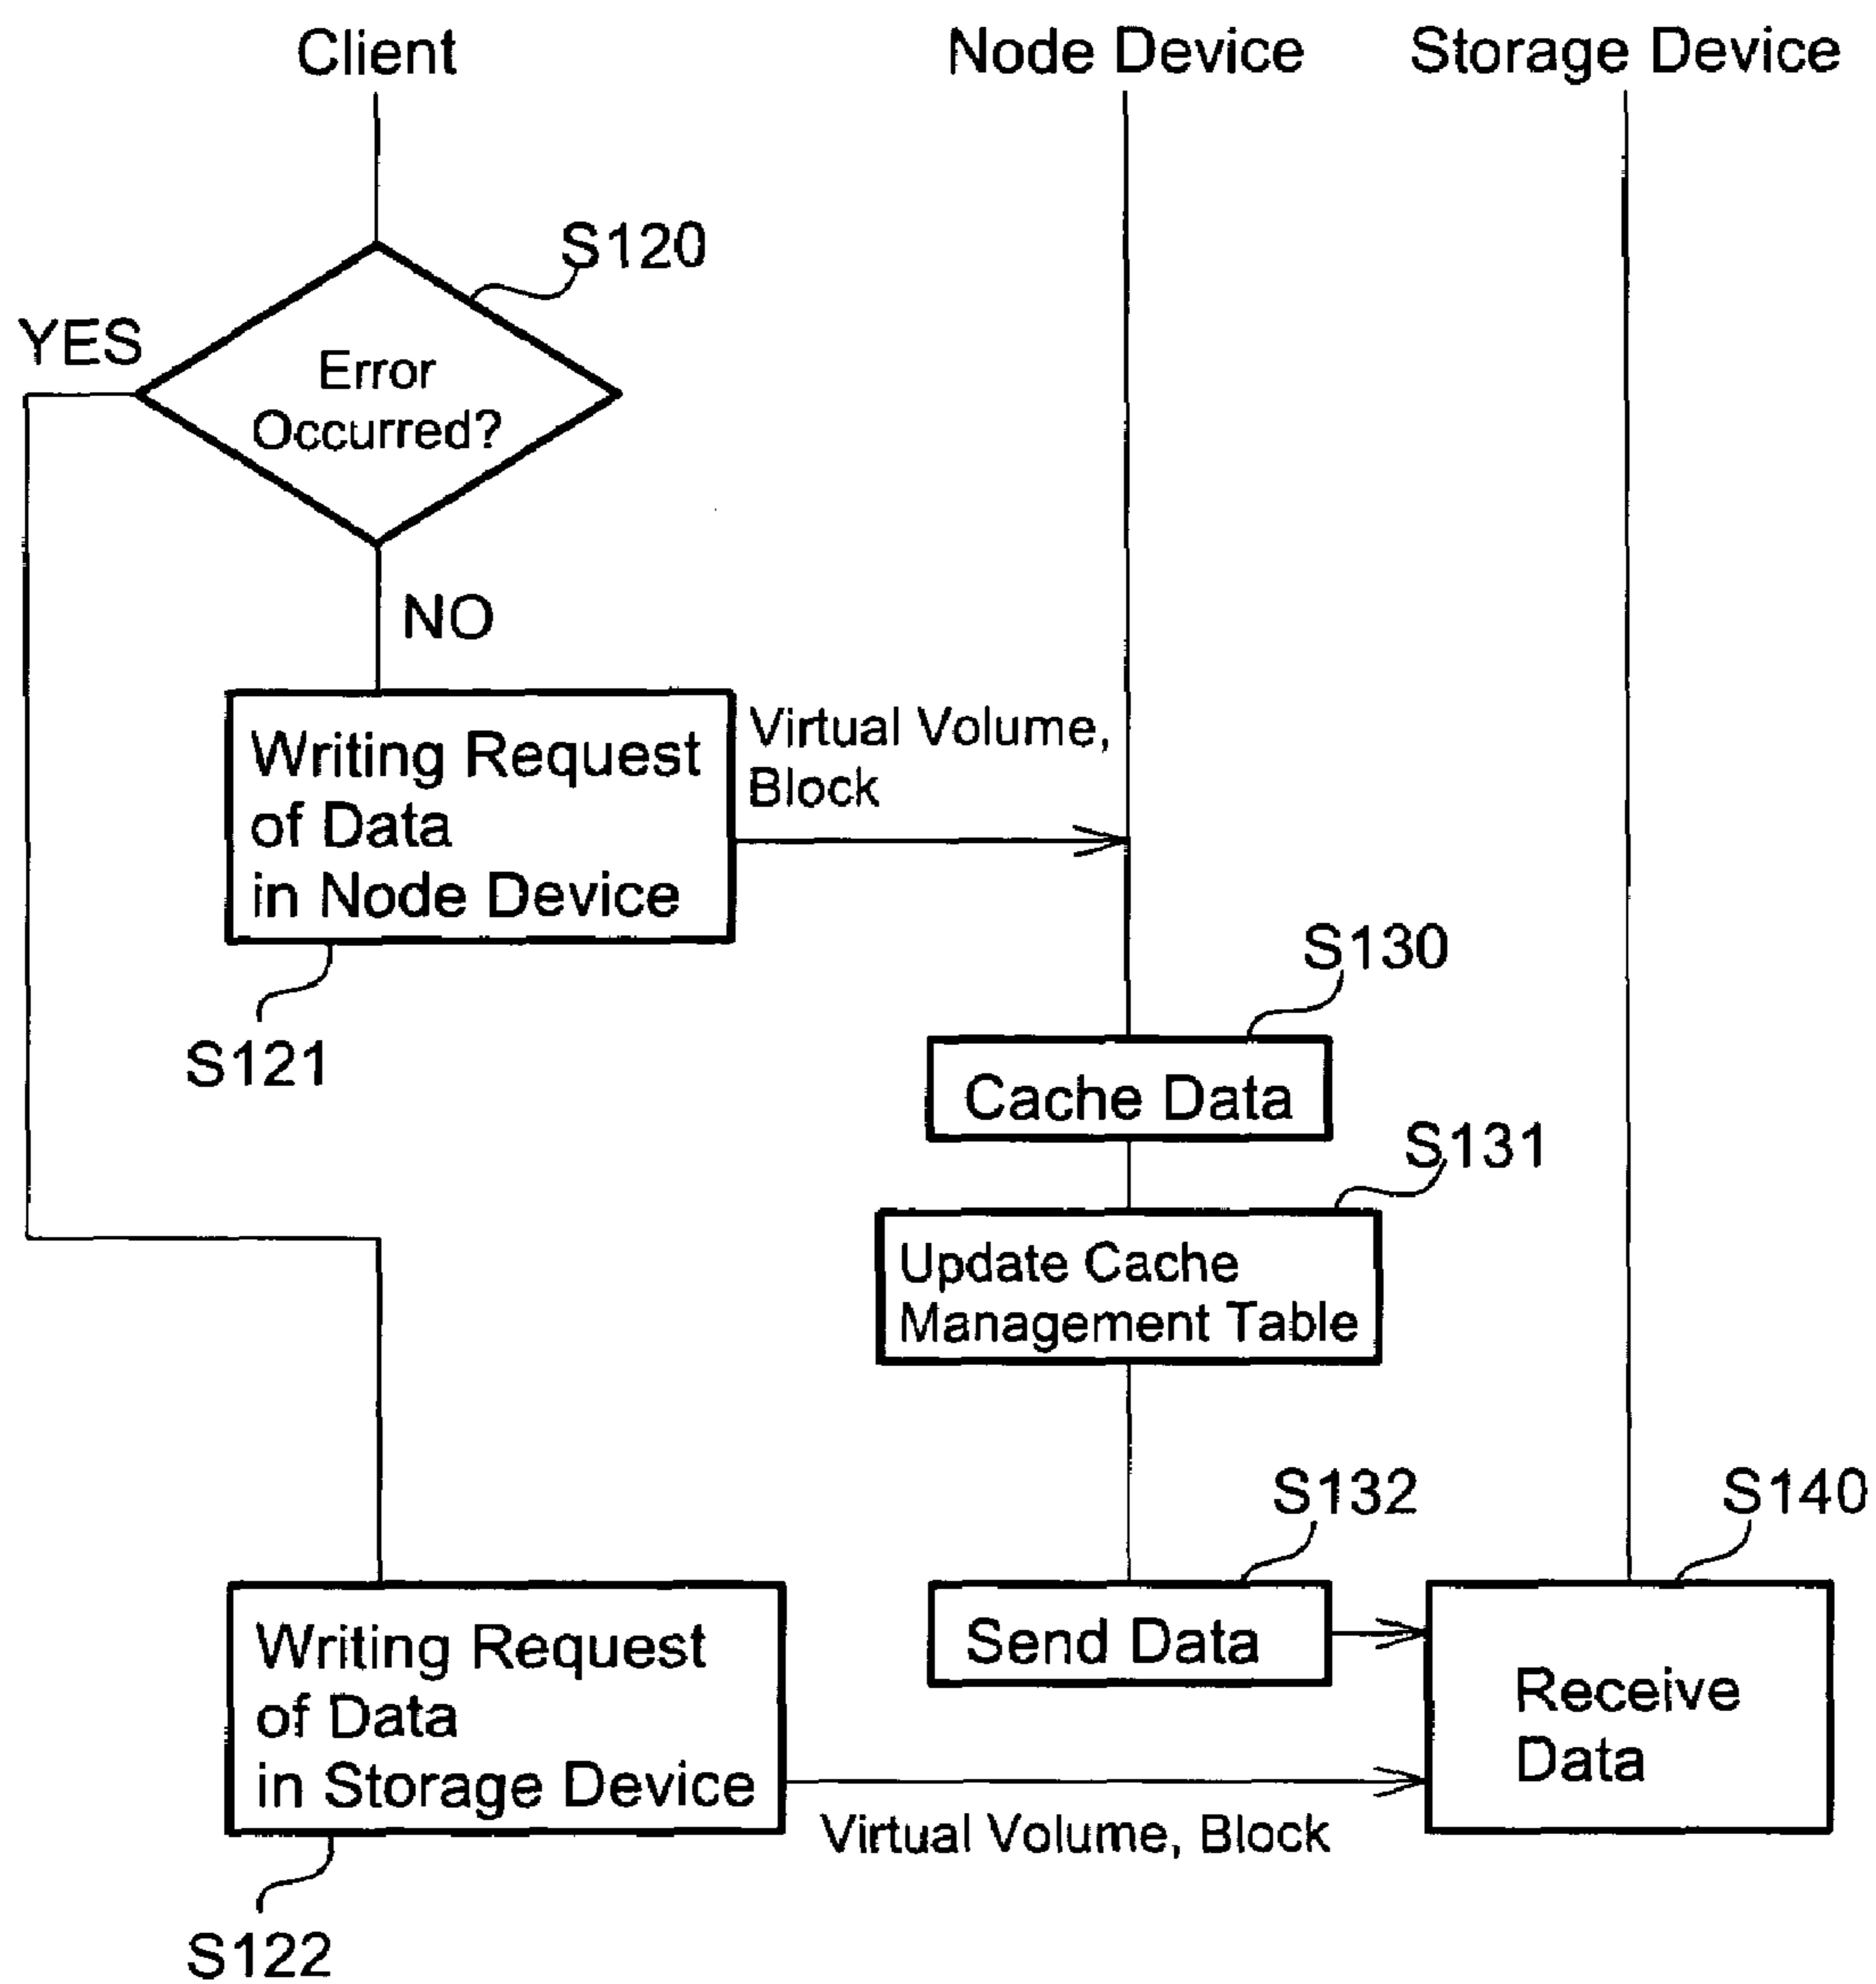 Client
Node Device
Storage Device
S120
YES
Error
Occurred?
NO
Writing Request
of Data
in Node Device
Virtual Volume,
Block
S121
S130
Cache Data
S131
Update Cache
Management Table
S132
S140
Send Data
Receive
Data
Writing Request
of Data
in Storage Device
Virtual Volume, Block
S122